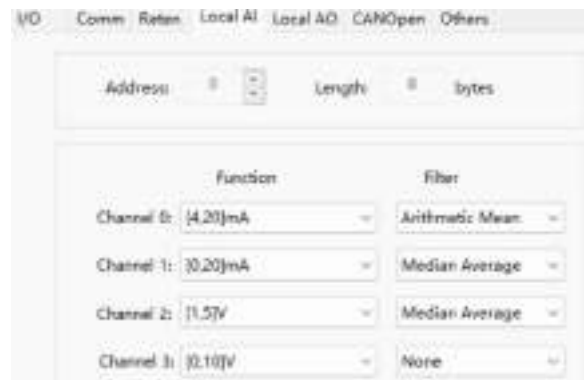 I/O Comm Reten Local AI Local AO CANOpen Others
Address: Length: bytes
Function Filter
Channel 0: [4,20]mA Arithmetic Mean
Channel 1: [0,20]mA Median Average
Channel 2: [1,5]V Median Average
Channel 3: [0,10]V None